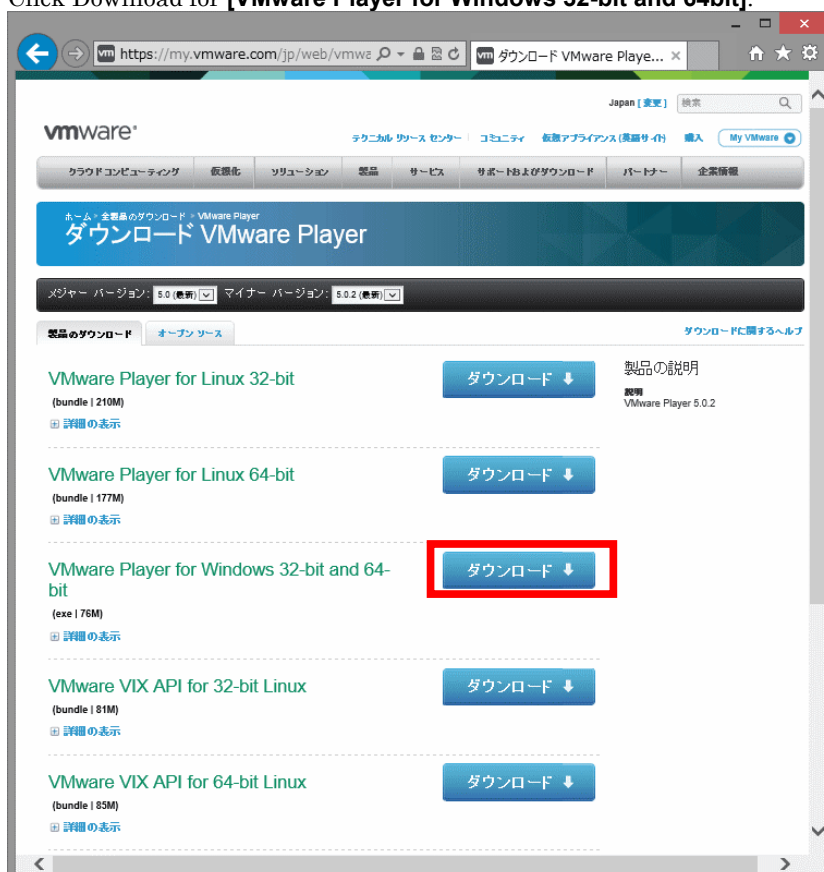 Click Download for [VMware Player for Windows 32-bit and 64bit].
https://my.vmware.com/jp/web/vmwa
ダウンロード VMware Playe...
Japan [ 変更 ]
検索
vmware
テクニカル リソース センター
コミュニティ
仮想アプライアンス (英語サイト)
購入
My VMware
クラウド コンピューティング
仮想化
ソリューション
製品
サービス
サポートおよびダウンロード
パートナー
企業情報
ホーム > 全製品のダウンロード > VMware Player
ダウンロード VMware Player
メジャー バージョン: 5.0 (最新) マイナー バージョン: 5.0.2 (最新)
製品のダウンロード
オープン ソース
ダウンロードに関するヘルプ
VMware Player for Linux 32-bit
(bundle | 210M)
詳細の表示
ダウンロード
製品の説明
説明
VMware Player 5.0.2
VMware Player for Linux 64-bit
(bundle | 177M)
詳細の表示
ダウンロード
VMware Player for Windows 32-bit and 64-
bit
(exe | 76M)
詳細の表示
ダウンロード
VMware VIX API for 32-bit Linux
(bundle | 81M)
詳細の表示
ダウンロード
VMware VIX API for 64-bit Linux
(bundle | 85M)
詳細の表示
ダウンロード